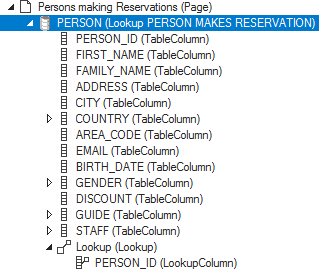 Persons making Reservations (Page)
PERSON (Lookup PERSON MAKES RESERVATION)
PERSON_ID (TableColumn)
FIRST_NAME (TableColumn)
FAMILY_NAME (TableColumn)
ADDRESS (TableColumn)
CITY (TableColumn)
COUNTRY (TableColumn)
AREA_CODE (TableColumn)
EMAIL (TableColumn)
BIRTH_DATE (TableColumn)
GENDER (TableColumn)
DISCOUNT (TableColumn)
GUIDE (TableColumn)
STAFF (TableColumn)
Lookup (Lookup)
PERSON_ID (LookupColumn)